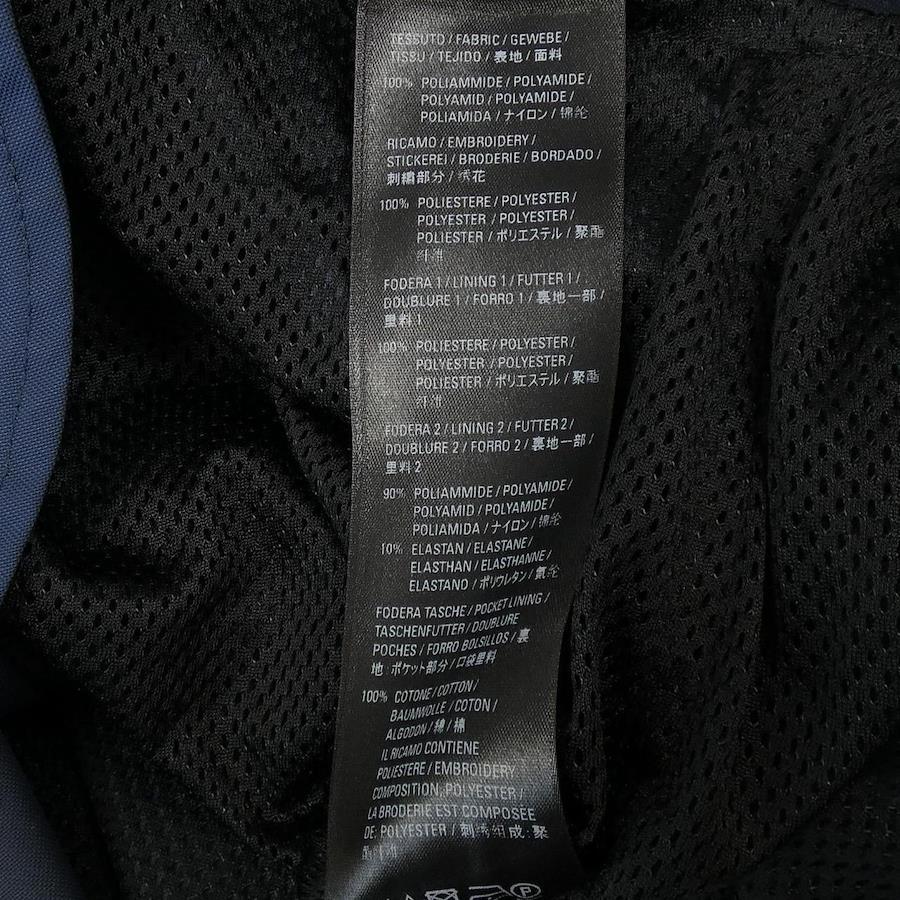 TESSUTO / FABRIC / GEWEBE /
TISSU / TEJIDO / 表地 / 面料
100% POLIAMMIDE / POLYAMIDE /
POLYAMID / POLYAMIDE /
POLIAMIDA / ナイロン / 锦纶
RICAMO / EMBROIDERY /
STICKEREI / BRODERIE / BORDADO /
刺繍部分 / 绣花
100% POLIESTERE / POLYESTER /
POLYESTER / POLYESTER /
POLIESTER / ポリエステル / 聚酯
纤维
FODERA 1 / LINING 1 / FUTTER 1 /
DOUBLURE 1 / FORRO 1 / 裏地一部 /
里料 1
100% POLIESTERE / POLYESTER /
POLYESTER / POLYESTER /
POLIESTER / ポリエステル / 聚酯
纤维
FODERA 2 / LINING 2 / FUTTER 2 /
DOUBLURE 2 / FORRO 2 / 裏地一部 /
里料 2
90% POLIAMMIDE / POLYAMIDE /
POLYAMID / POLYAMIDE /
POLIAMIDA / ナイロン / 锦纶
10% ELASTAN / ELASTANE /
ELASTHAN / ELASTHANNE /
ELASTANO / ポリウレタン / 氨纶
FODERA TASCHE / POCKET LINING /
TASCHENFUTTER / DOUBLURE
POCHES / FORRO BOLSILLOS / 裏
地 ポケット部分 / 口袋里料
100% COTONE / COTTON /
BAUMWOLLE / COTON /
ALGODON / 綿 / 棉
IL RICAMO CONTIENE
POLIESTERE / EMBROIDERY
COMPOSITION, POLYESTER /
LA BRODERIE EST COMPOSÉE
DE: POLYESTER / 刺绣组成: 聚
酯纤维
P